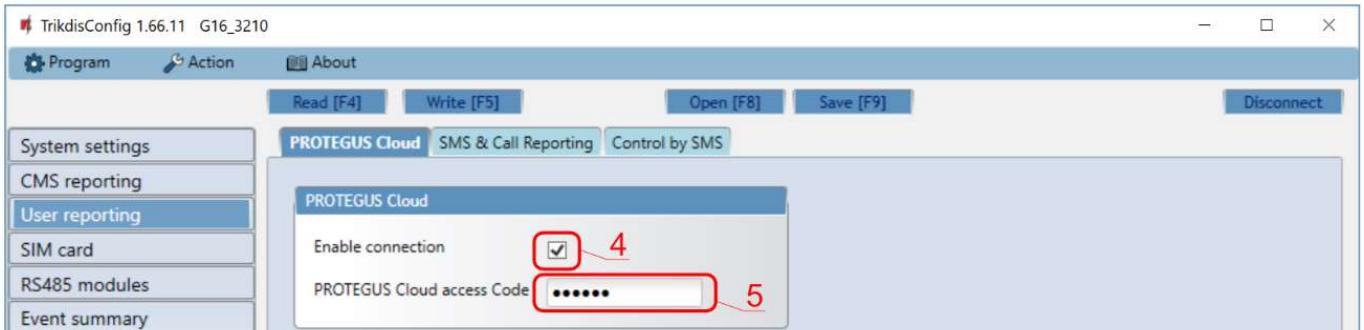 TrikdisConfig 1.66.11 G16_3210
Program Action About
Read [F4] Write [F5] Open [F8] Save [F9] Disconnect
System settings
CMS reporting
User reporting
SIM card
RS485 modules
Event summary
PROTEGUS Cloud SMS & Call Reporting Control by SMS
PROTEGUS Cloud
Enable connection 4
PROTEGUS Cloud access Code •••••• 5